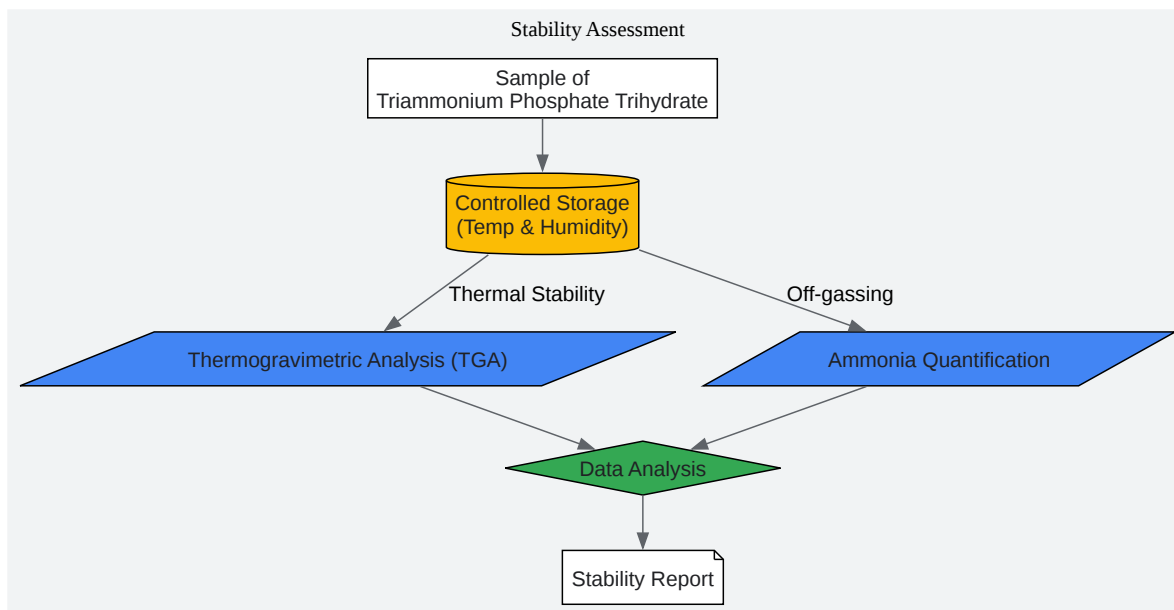 Stability Assessment
Sample of
Triammonium Phosphate Trihydrate
Controlled Storage
(Temp & Humidity)
Thermal Stability
Off-gassing
Thermogravimetric Analysis (TGA)
Ammonia Quantification
Data Analysis
Stability Report